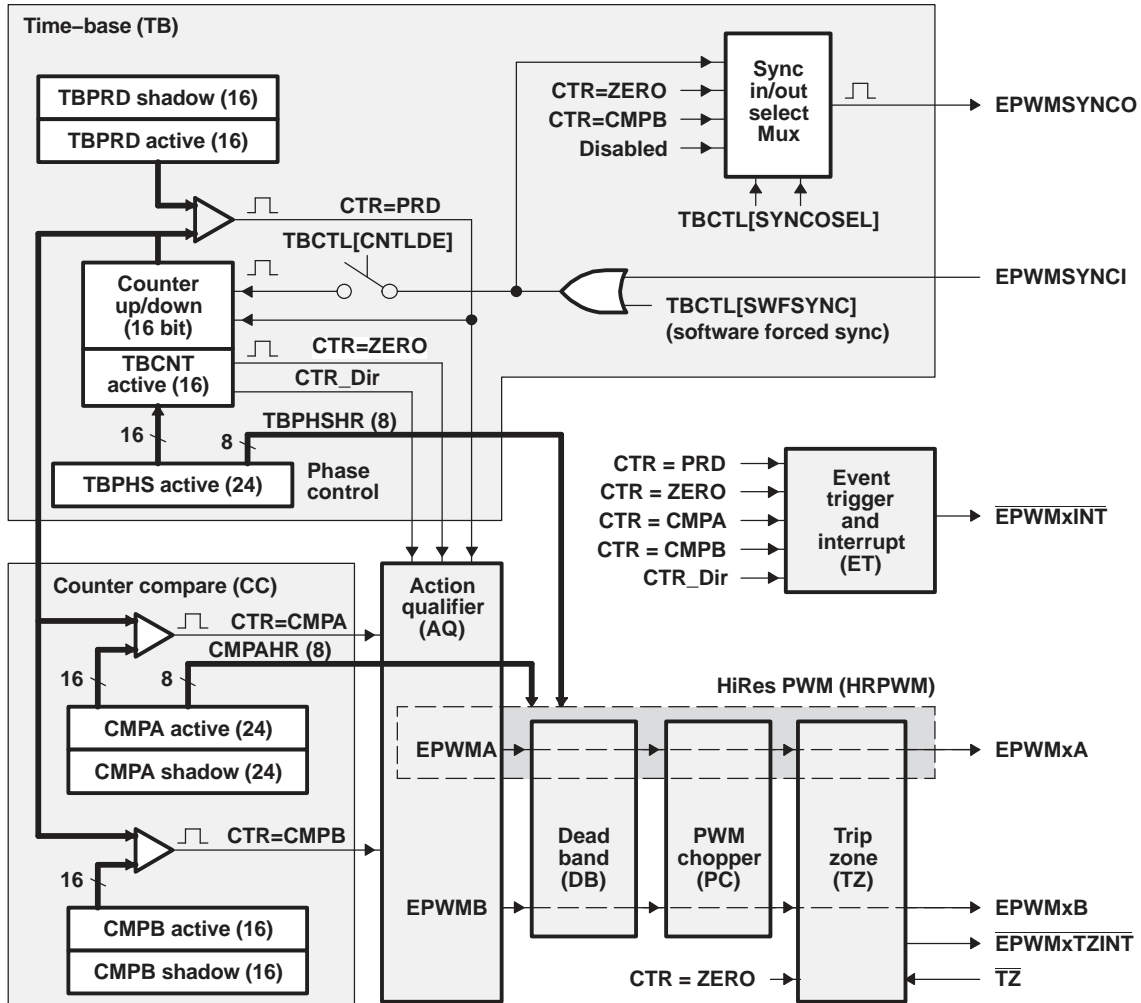 Time−base (TB)
TBPRD shadow (16)
TBPRD active (16)
CTR=PRD
TBCTL[CNTLDE]
Counter
up/down
(16 bit)
TBCNT
active (16)
CTR=ZERO
CTR_Dir
16
8
TBPHSHR (8)
TBPHS active (24)
Phase
control
CTR=ZERO
CTR=CMPB
Disabled
Sync
in/out
select
Mux
TBCTL[SYNCOSEL]
EPWMSYNCO
EPWMSYNCI
TBCTL[SWFSYNC]
(software forced sync)
CTR = PRD
CTR = ZERO
CTR = CMPA
CTR = CMPB
CTR_Dir
Event
trigger
and
interrupt
(ET)
EPWMxINT
Counter compare (CC)
CTR=CMPA
16
8
CMPAHR (8)
CMPA active (24)
CMPA shadow (24)
CTR=CMPB
16
CMPB active (16)
CMPB shadow (16)
Action
qualifier
(AQ)
EPWMA
EPWMB
HiRes PWM (HRPWM)
Dead
band
(DB)
PWM
chopper
(PC)
Trip
zone
(TZ)
CTR = ZERO
EPWMxA
EPWMxB
EPWMxTZINT
TZ